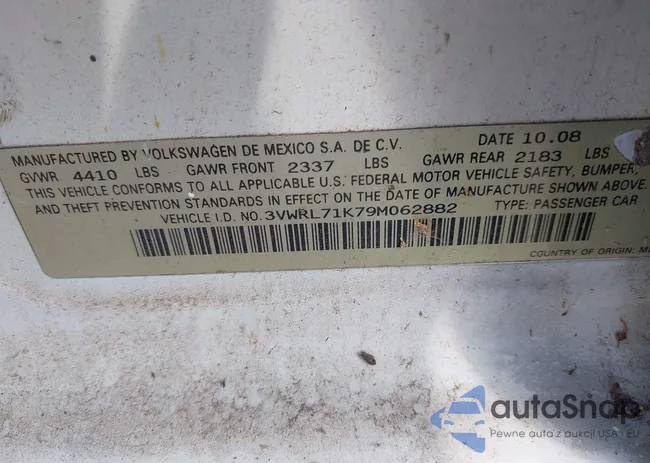 MANUFACTURED BY VOLKSWAGEN DE MEXICO S.A. DE C.V. DATE 10.08
GVWR 4410 LBS GAWR FRONT 2337 LBS GAWR REAR 2183 LBS
THIS VEHICLE CONFORMS TO ALL APPLICABLE U.S. FEDERAL MOTOR VEHICLE SAFETY, BUMPER,
AND THEFT PREVENTION STANDARDS IN EFFECT ON THE DATE OF MANUFACTURE SHOWN ABOVE.
VEHICLE I.D. NO. 3VWRL71K79M062882 TYPE: PASSENGER CAR
COUNTRY OF ORIGIN:
autaSnap
Pewne auta z aukcji USA i EU